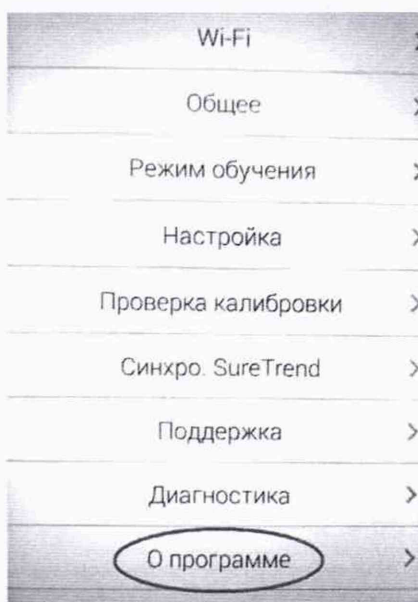 Wi-Fi
Общее
Режим обучения
Настройка
Проверка калибровки
Синхро. SureTrend
Поддержка
Диагностика
О программе